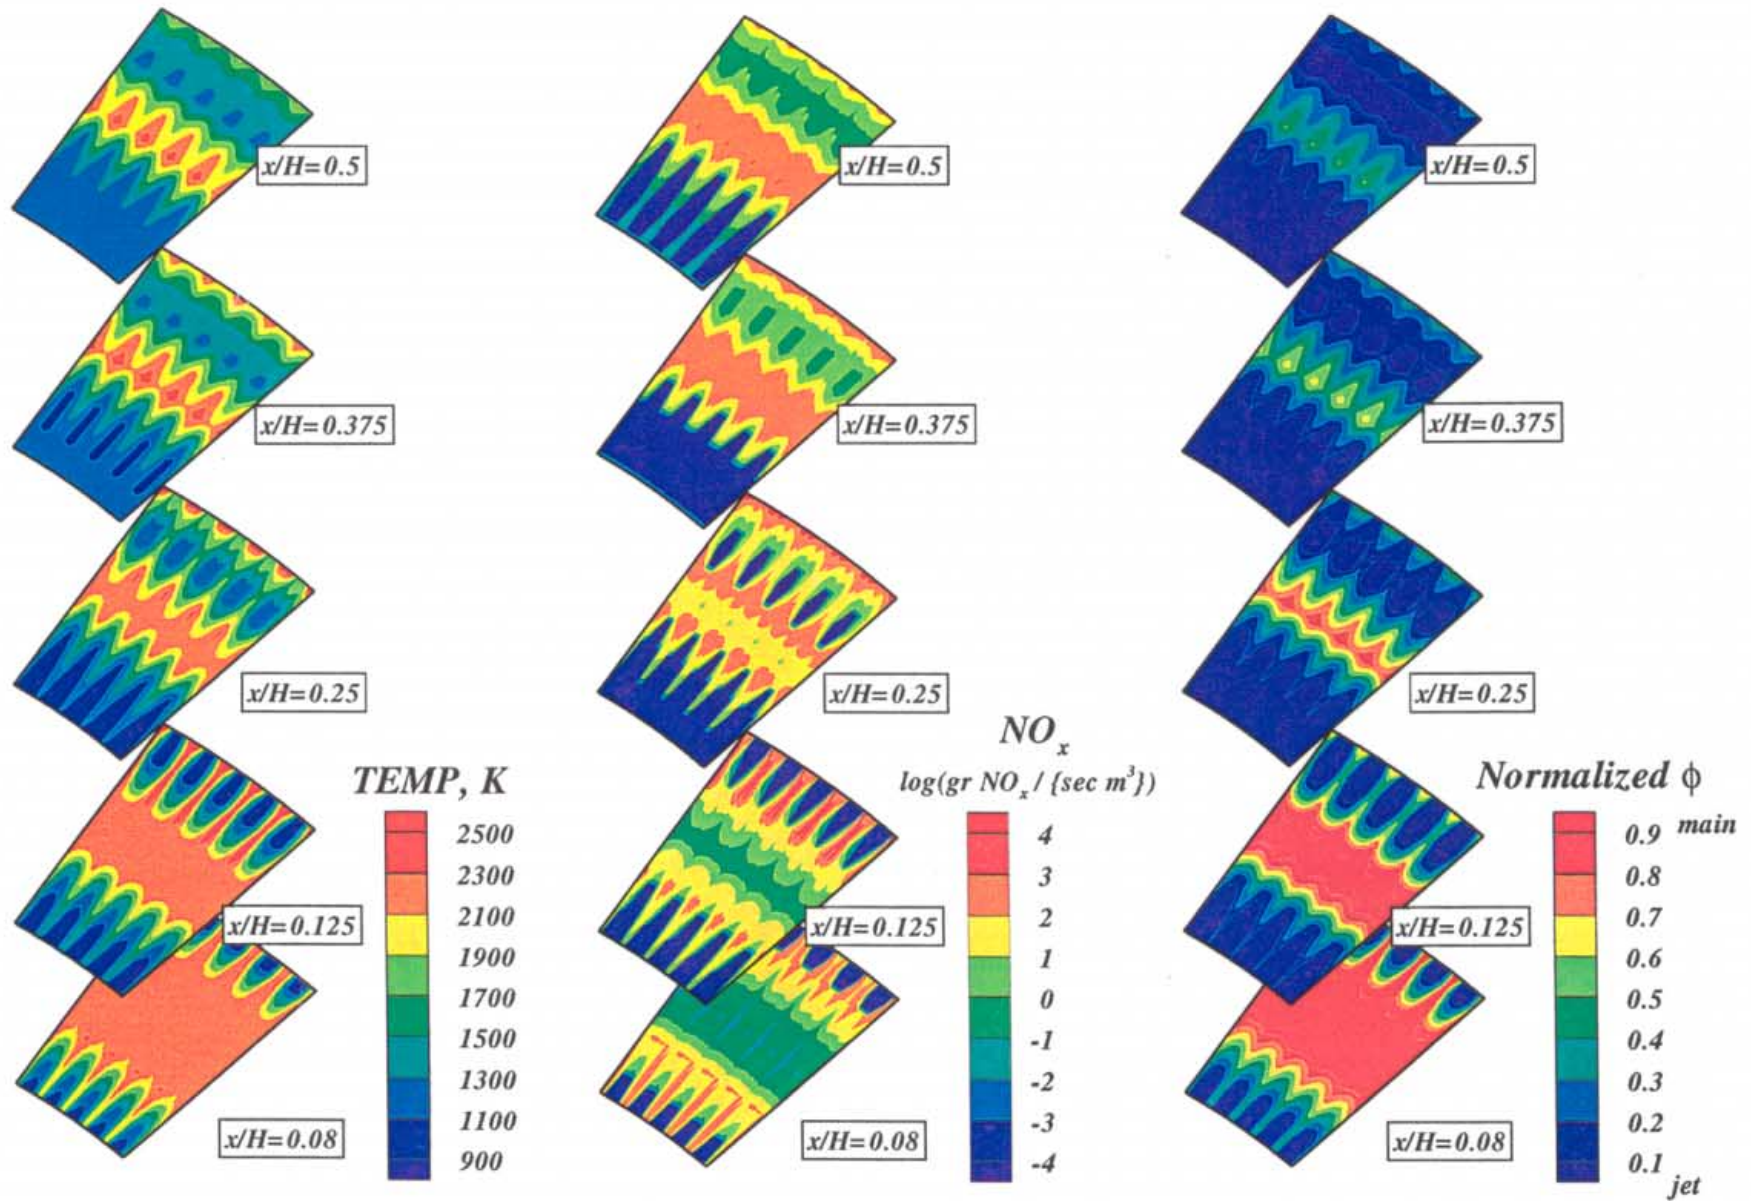 x/H=0.5
x/H=0.5
x/H=0.5
x/H=0.375
x/H=0.375
x/H=0.375
x/H=0.25
x/H=0.25
x/H=0.25
x/H=0.125
x/H=0.125
x/H=0.125
x/H=0.08
x/H=0.08
x/H=0.08
TEMP, K
2500
2300
2100
1900
1700
1500
1300
1100
900
NOₓ
log(gr NOₓ / {sec m³})
4
3
2
1
0
-1
-2
-3
-4
Normalized ϕ
0.9 main
0.8
0.7
0.6
0.5
0.4
0.3
0.2
0.1
jet